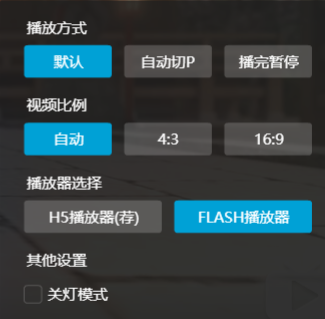 播放方式
默认 自动切P 播完暂停
视频比例
自动 4:3 16:9
播放器选择
H5播放器(荐) FLASH播放器
其他设置
关灯模式